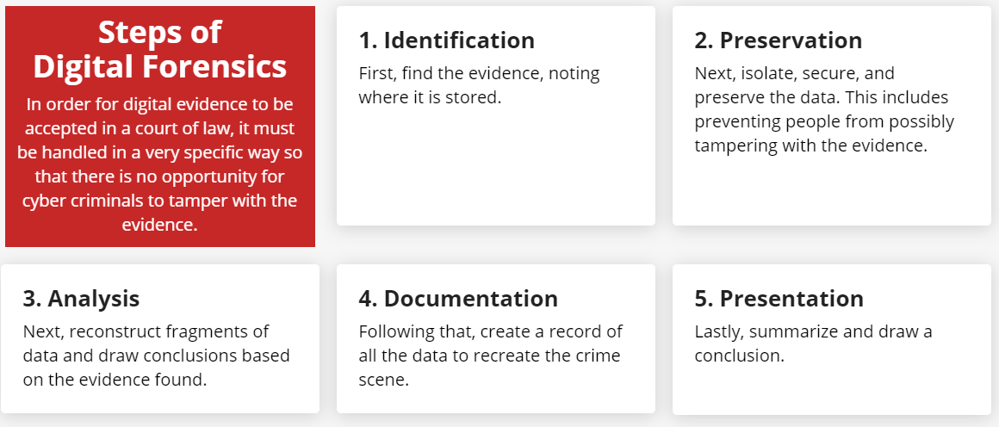 Steps of
Digital Forensics
In order for digital evidence to be
accepted in a court of law, it must
be handled in a very specific way so
that there is no opportunity for
cyber criminals to tamper with the
evidence.
1. Identification
First, find the evidence, noting
where it is stored.
2. Preservation
Next, isolate, secure, and
preserve the data. This includes
preventing people from possibly
tampering with the evidence.
3. Analysis
Next, reconstruct fragments of
data and draw conclusions based
on the evidence found.
4. Documentation
Following that, create a record of
all the data to recreate the crime
scene.
5. Presentation
Lastly, summarize and draw a
conclusion.